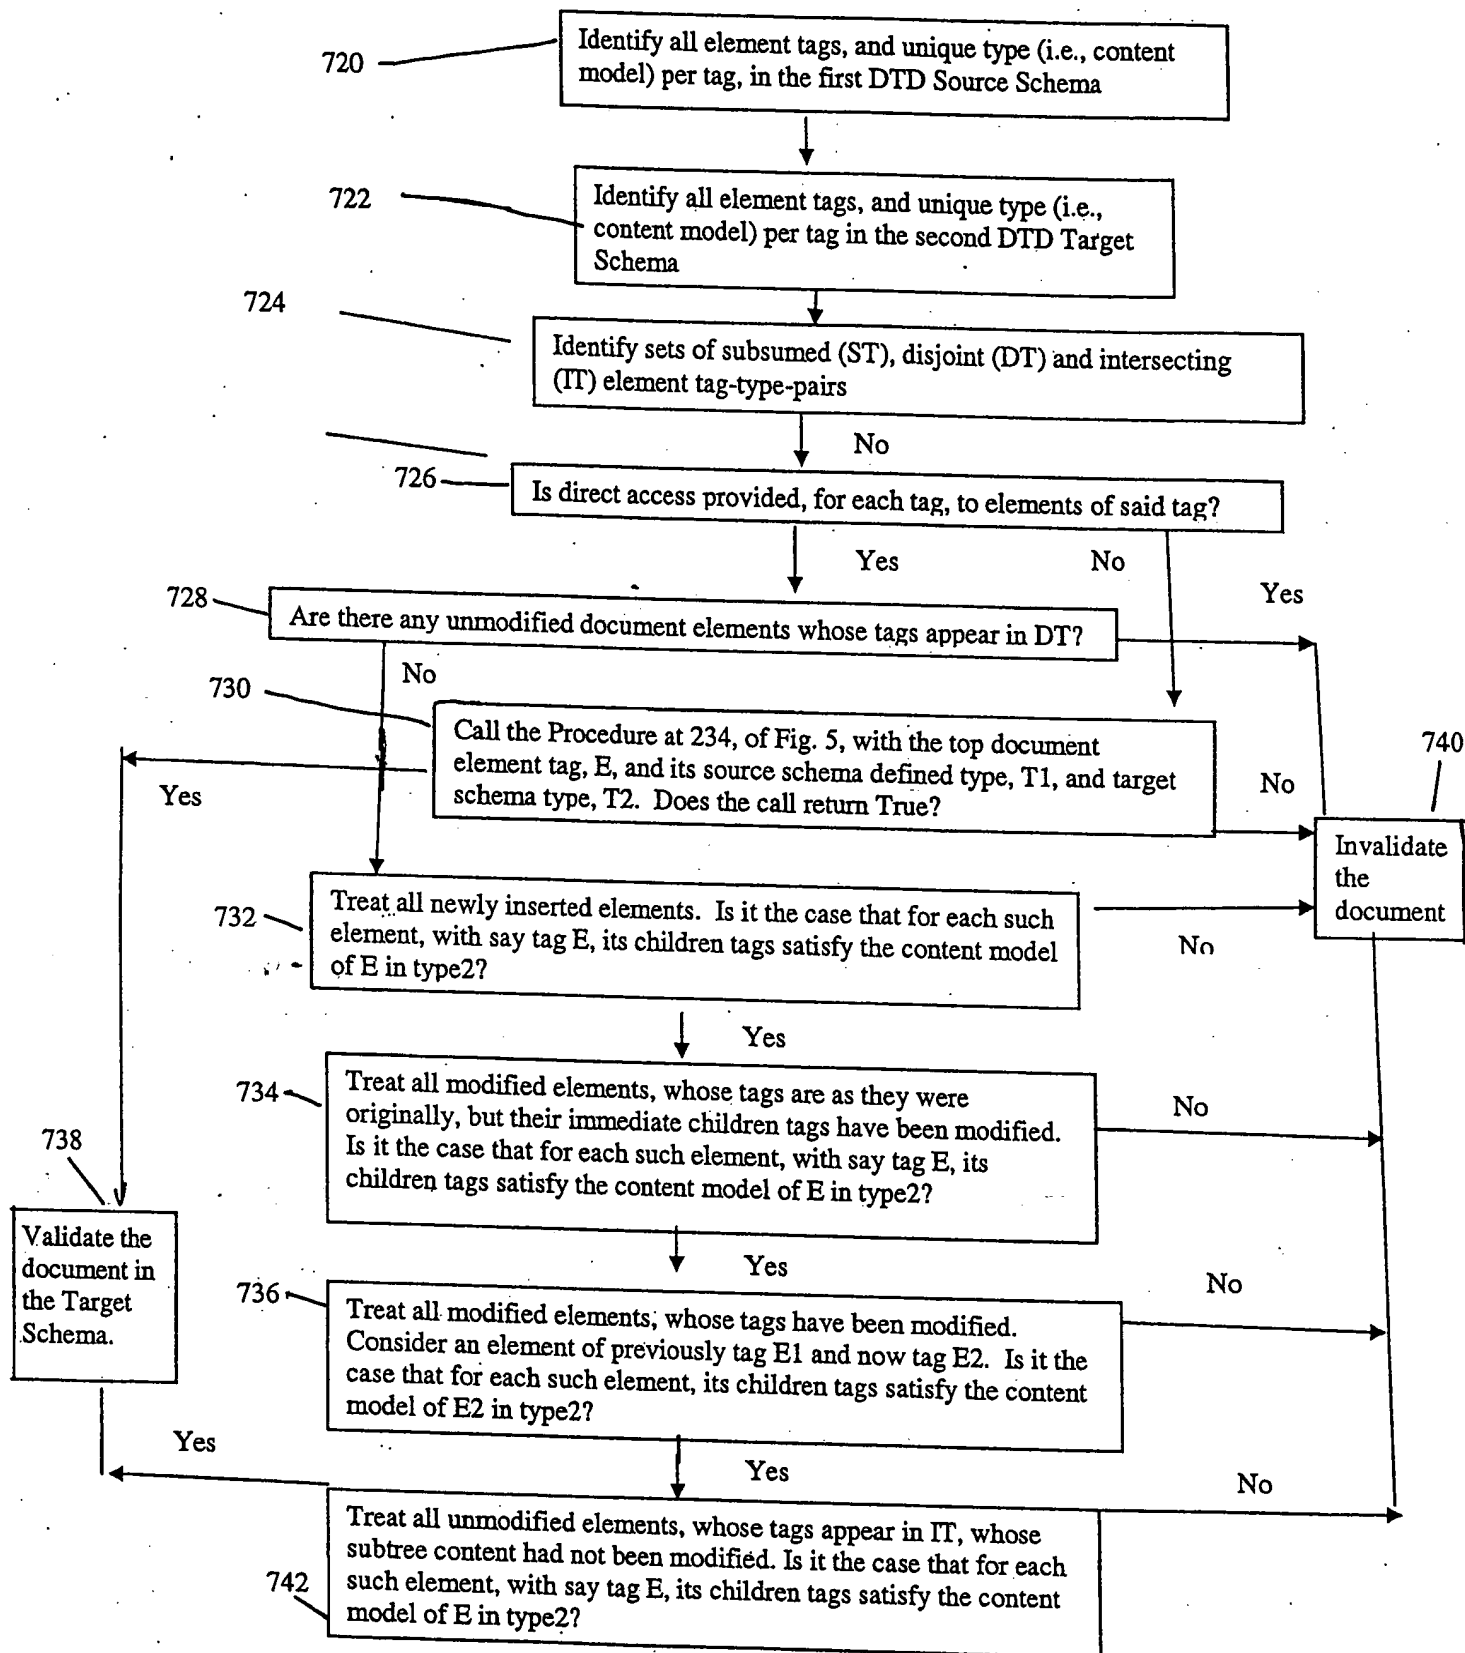 720
Identify all element tags, and unique type (i.e., content
model) per tag, in the first DTD Source Schema
722
Identify all element tags, and unique type (i.e.,
content model) per tag in the second DTD Target
Schema
724
Identify sets of subsumed (ST), disjoint (DT) and intersecting
(IT) element tag-type-pairs
No
726
Is direct access provided, for each tag, to elements of said tag?
Yes
No
Yes
728
Are there any unmodified document elements whose tags appear in DT?
No
730
Call the Procedure at 234, of Fig. 5, with the top document
element tag, E, and its source schema defined type, T1, and target
schema type, T2. Does the call return True?
Yes
No
740
Invalidate
the
document
732
Treat all newly inserted elements. Is it the case that for each such
element, with say tag E, its children tags satisfy the content model
of E in type2?
No
Yes
734
Treat all modified elements, whose tags are as they were
originally, but their immediate children tags have been modified.
Is it the case that for each such element, with say tag E, its
children tags satisfy the content model of E in type2?
No
738
Validate the
document in
the Target
Schema.
Yes
736
Treat all modified elements, whose tags have been modified.
Consider an element of previously tag E1 and now tag E2. Is it the
case that for each such element, its children tags satisfy the content
model of E2 in type2?
No
Yes
Yes
No
742
Treat all unmodified elements, whose tags appear in IT, whose
subtree content had not been modified. Is it the case that for each
such element, with say tag E, its children tags satisfy the content
model of E in type2?